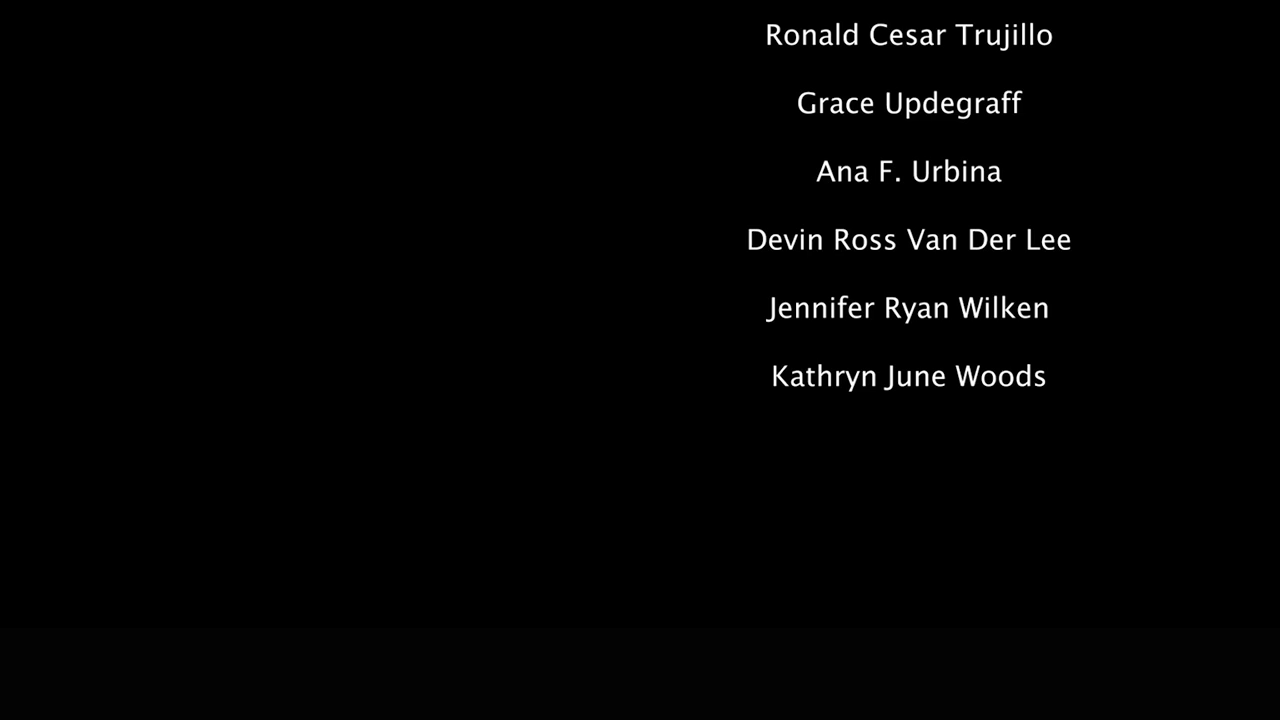 Ronald Cesar Trujillo
Grace Updegraff
Ana F. Urbina
Devin Ross Van Der Lee
Jennifer Ryan Wilken
Kathryn June Woods